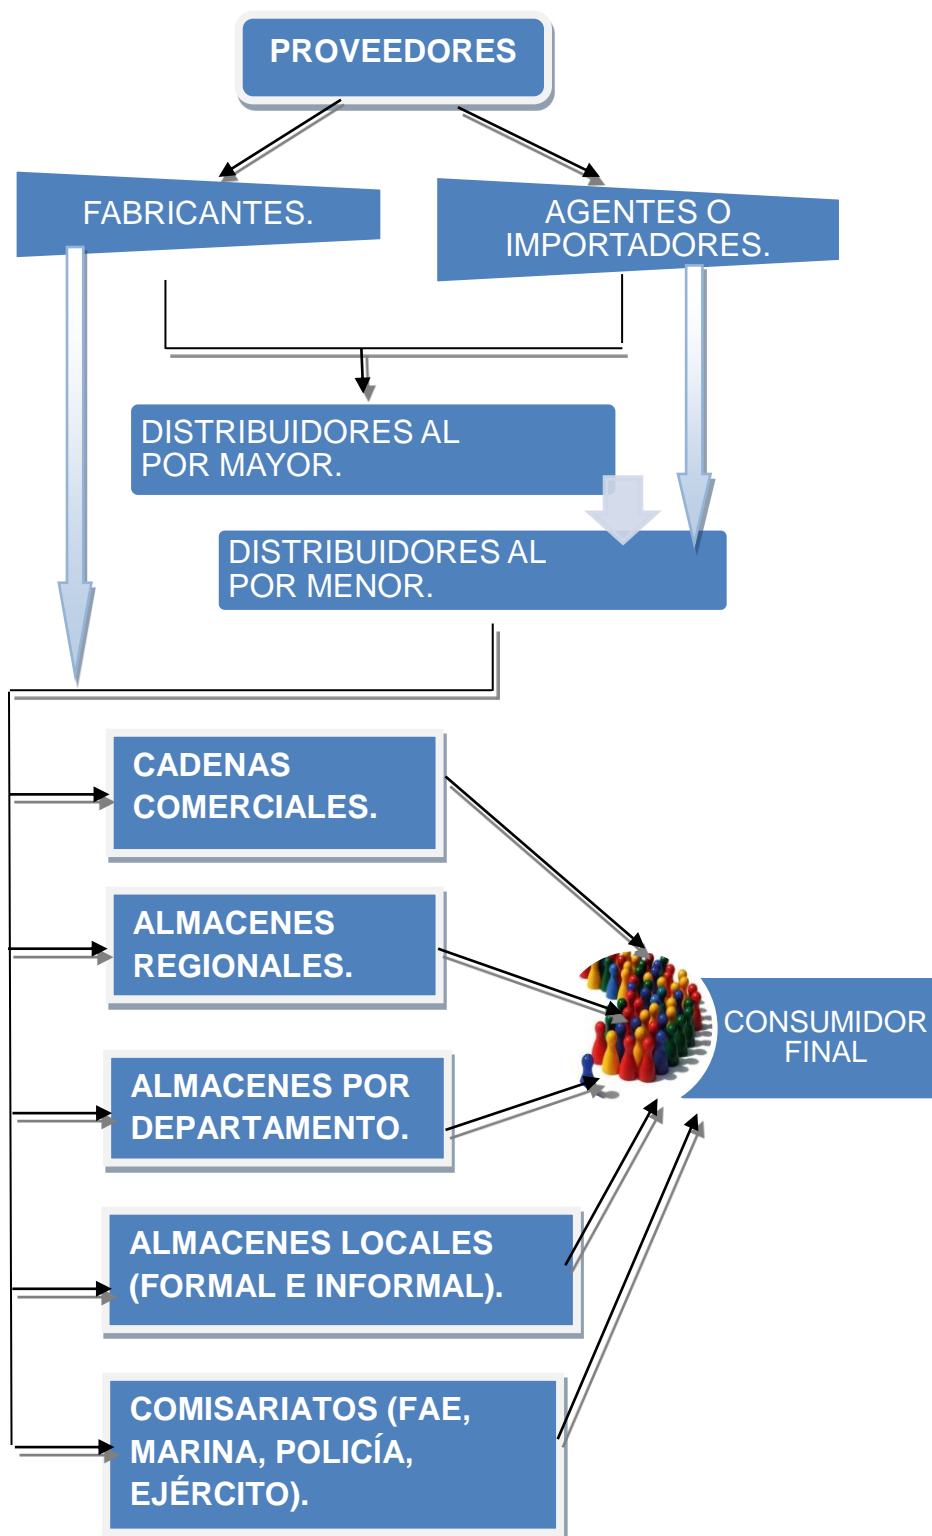 PROVEEDORES
FABRICANTES.
AGENTES O
IMPORTADORES.
DISTRIBUIDORES AL
POR MAYOR.
DISTRIBUIDORES AL
POR MENOR.
CADENAS
COMERCIALES.
ALMACENES
REGIONALES.
CONSUMIDOR
FINAL
ALMACENES POR
DEPARTAMENTO.
ALMACENES LOCALES
(FORMAL E INFORMAL).
COMISARIATOS (FAE,
MARINA, POLICÍA,
EJÉRCITO).